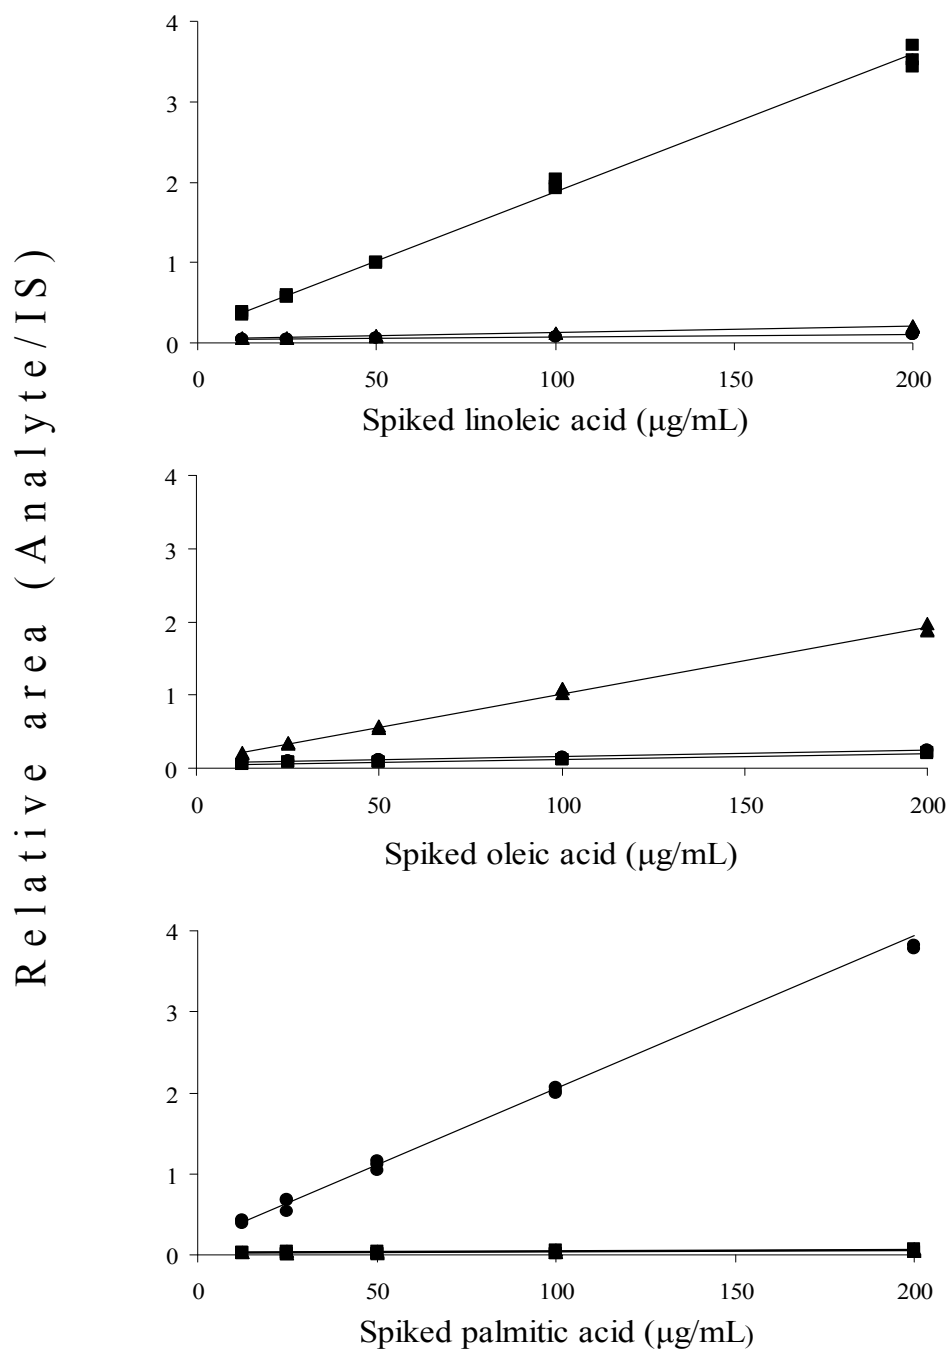 Relative area (Analyte/IS)
4
3
2
1
0
0 50 100 150 200
Spiked linoleic acid (μg/mL)
4
3
2
1
0
0 50 100 150 200
Spiked oleic acid (μg/mL)
4
3
2
1
0
0 50 100 150 200
Spiked palmitic acid (μg/mL)